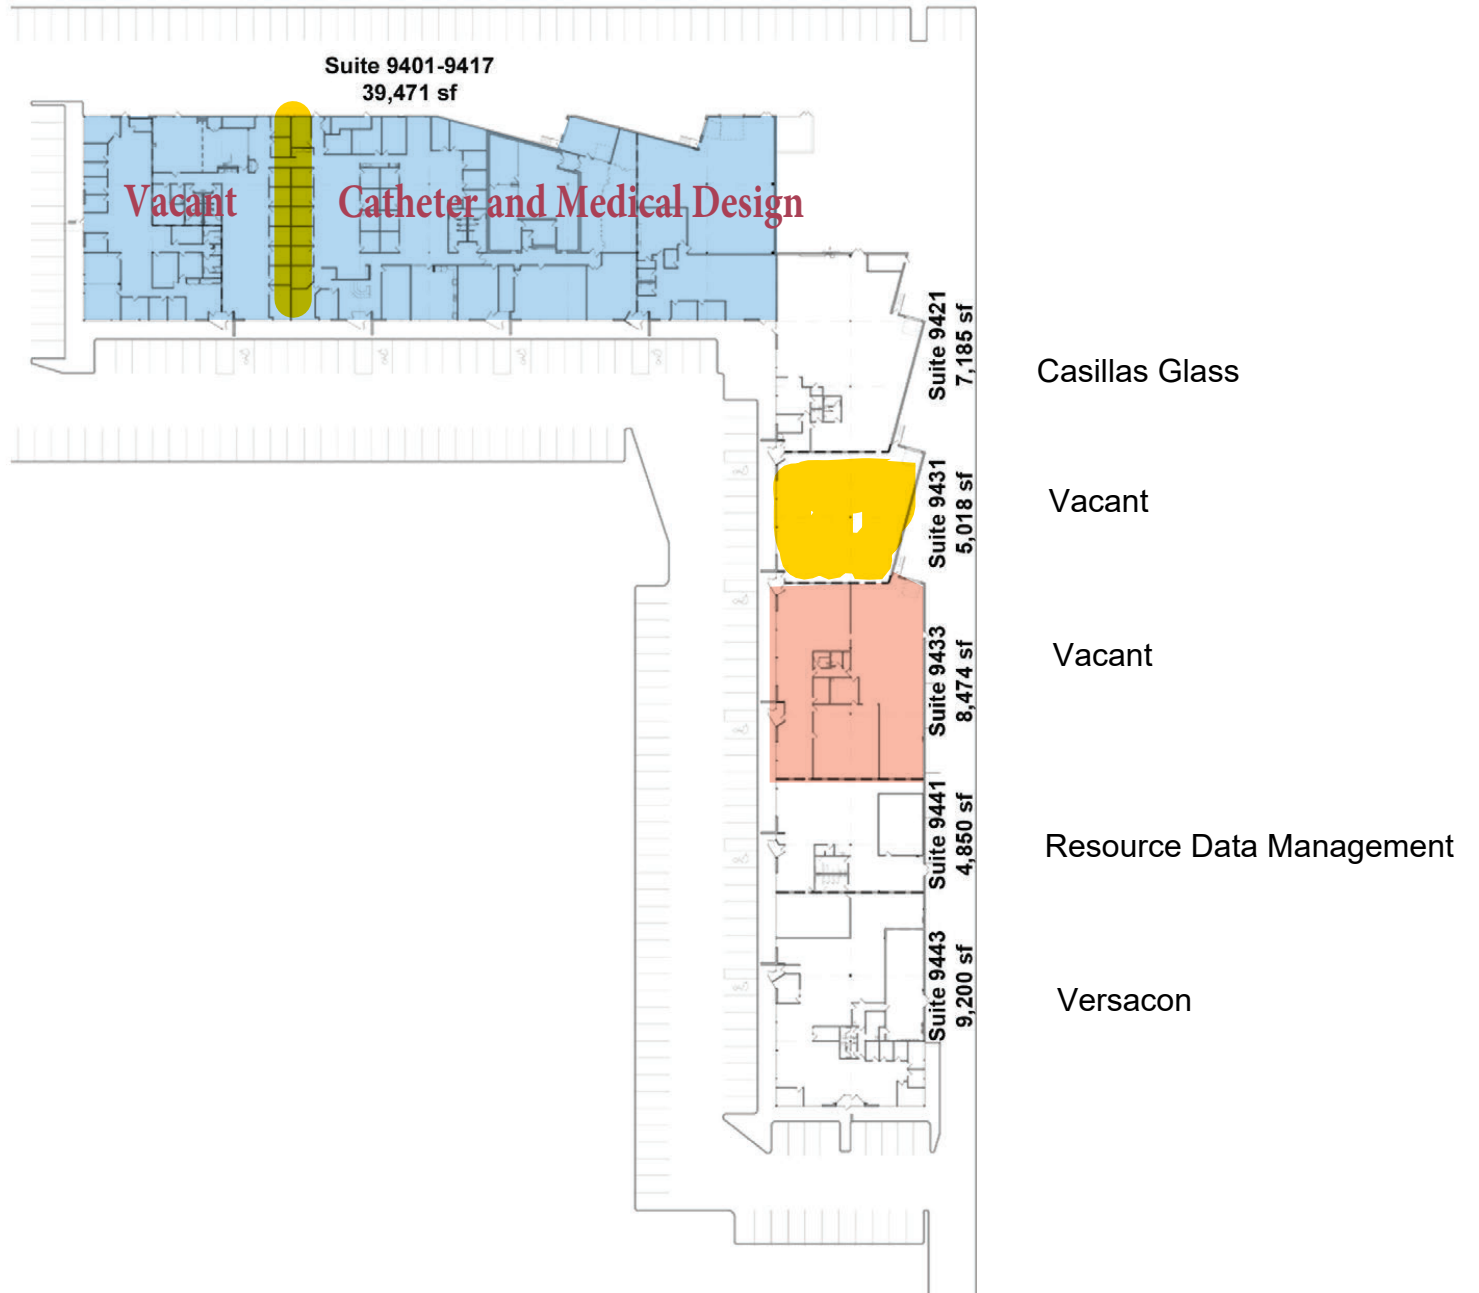 Suite 9401-9417
39,471 sf
Vacant
Catheter and Medical Design
Suite 9421
7,185 sf
Casillas Glass
Suite 9431
5,018 sf
Vacant
Suite 9433
8,474 sf
Vacant
Suite 9441
4,850 sf
Resource Data Management
Suite 9443
9,200 sf
Versacon